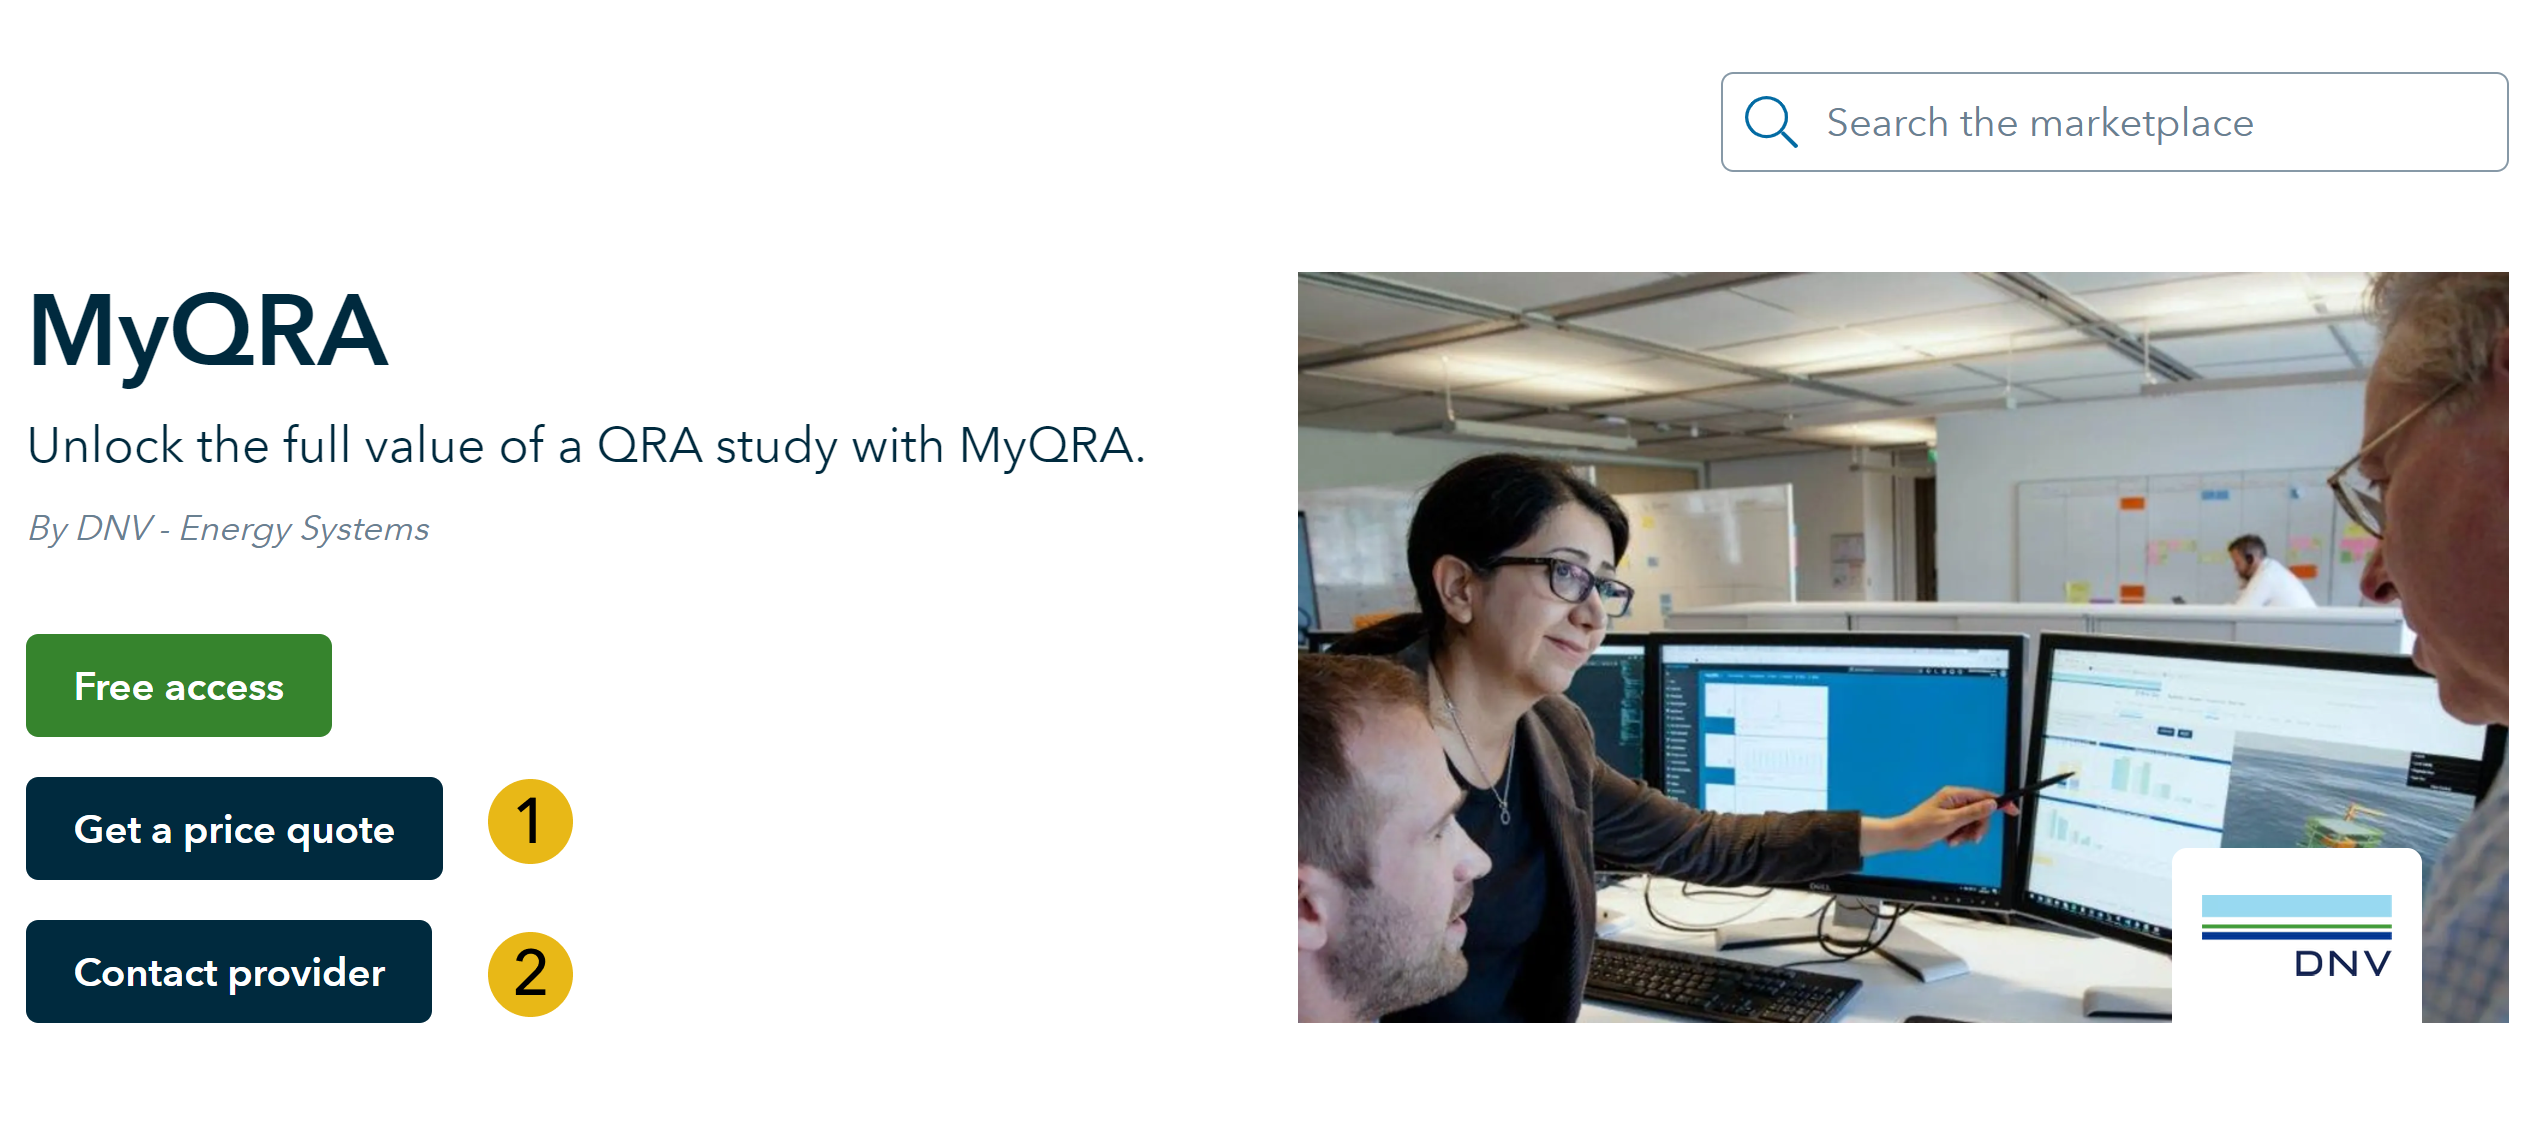 Search the marketplace
MyQRA
Unlock the full value of a QRA study with MyQRA.
By DNV - Energy Systems
Free access
Get a price quote
1
Contact provider
2
DELL
DNV